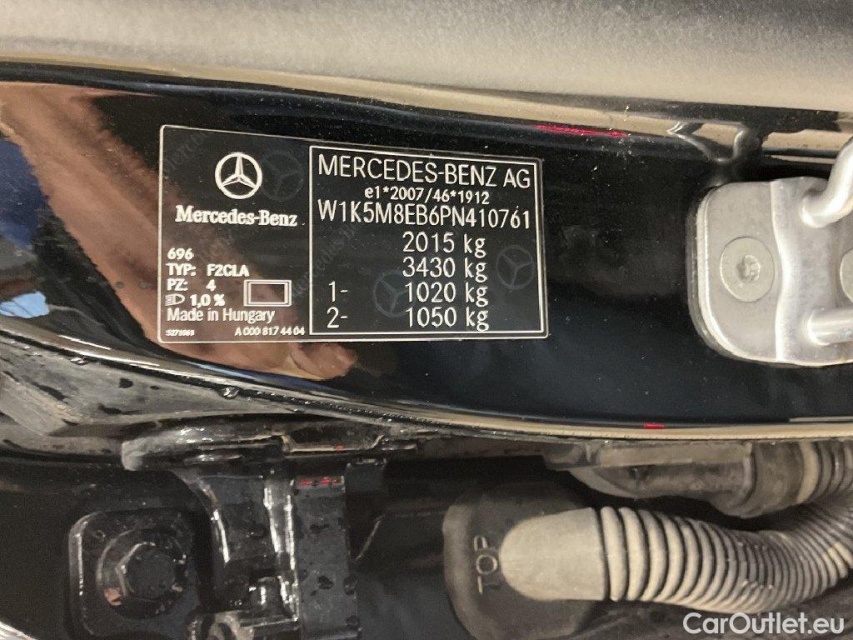 Mercedes-Benz
696
TYP: F2CLA
PZ: 4
1,0 %
Made in Hungary
A 000 817 44 04
MERCEDES-BENZ AG
e1*2007/46*1912
W1K5M8EB6PN410761
2015 kg
3430 kg
1- 1020 kg
2- 1050 kg
TOP
CarOutlet.eu